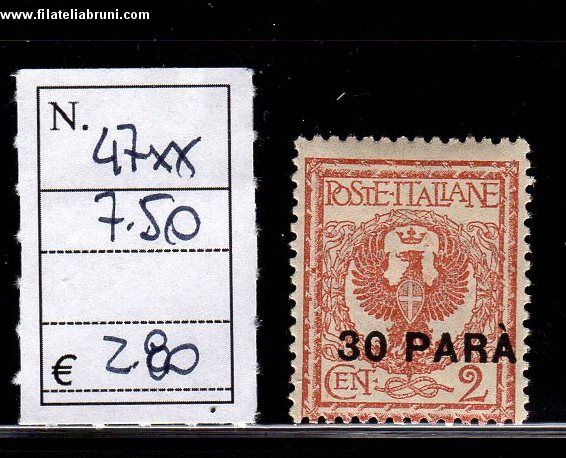 www.filateliabruni.com
N.
47xx
7.50
€ 2.80
POSTE·ITALIANE
30 PARÀ
CENT. 2